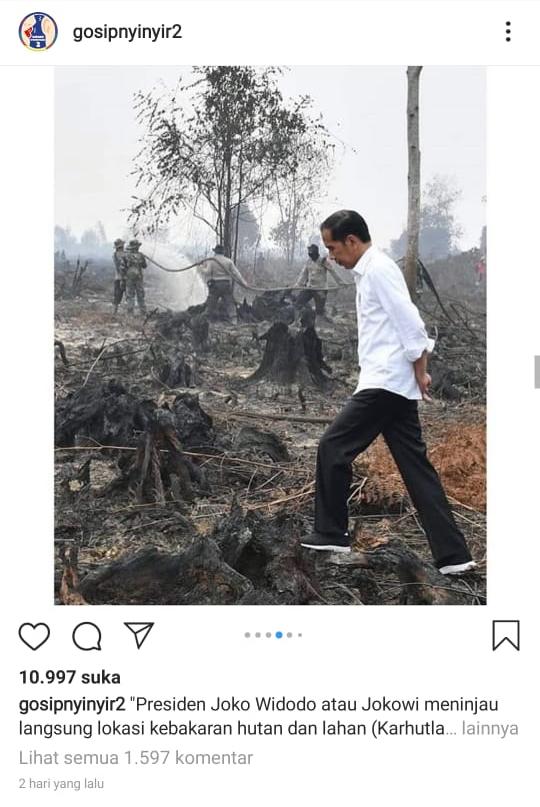 gosipnyinyir2
10.997 suka
gosipnyinyir2 "Presiden Joko Widodo atau Jokowi meninjau
langsung lokasi kebakaran hutan dan lahan (Karhutla... lainnya
Lihat semua 1.597 komentar
2 hari yang lalu